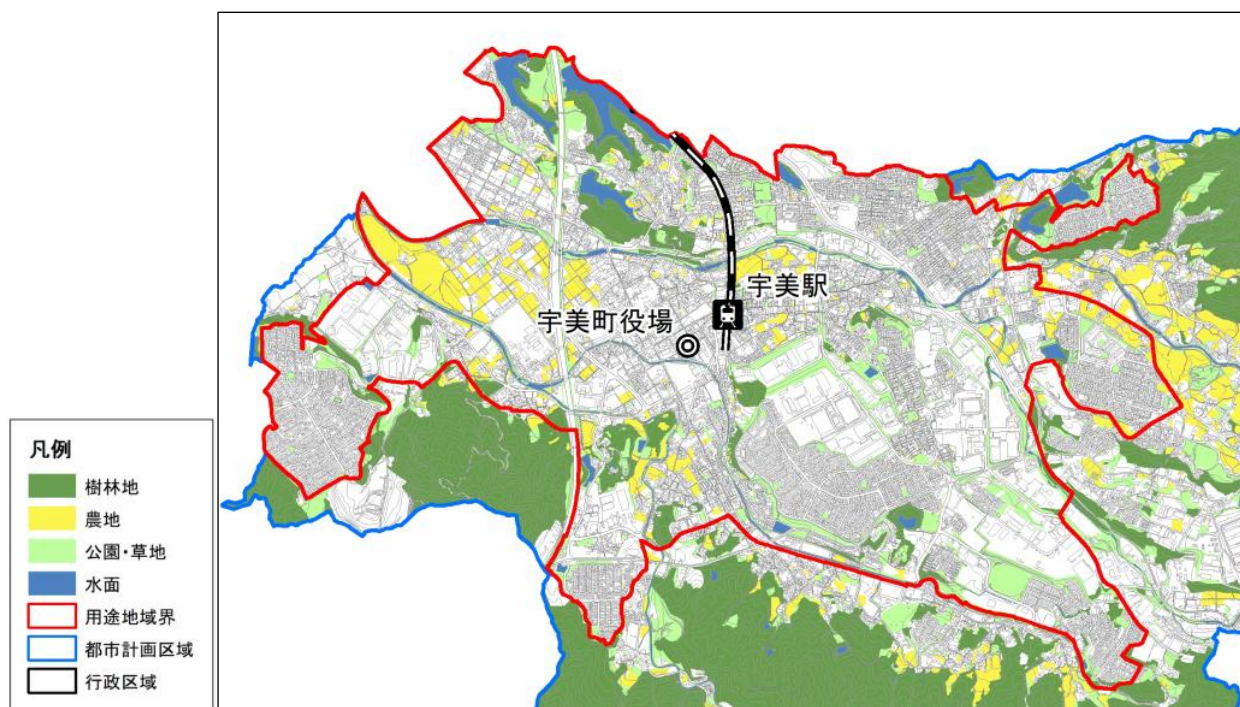 宇美駅
宇美町役場
凡例
樹林地
農地
公園・草地
水面
用途地域界
都市計画区域
行政区域